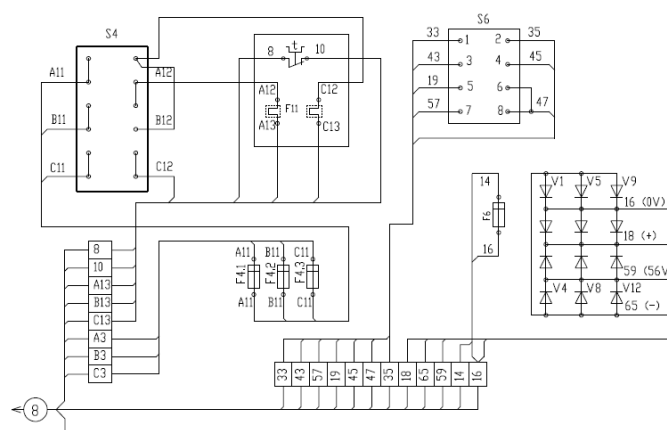 S4
S6
A11
A12
B11
B12
C11
C12
8
t
10
A12
C12
F11
A13
C13
33
1
2
35
43
3
4
45
19
5
6
57
7
8
47
14
F6
16
V1
V5
V9
16 (0V)
18 (+)
59 (56V
V4
V8
V12
65 (-)
A11
B11
C11
F4.1
F4.2
F4.3
A11
B11
C11
8
10
A13
B13
C13
A3
B3
C3
33
43
57
19
45
47
35
18
65
59
14
16
8